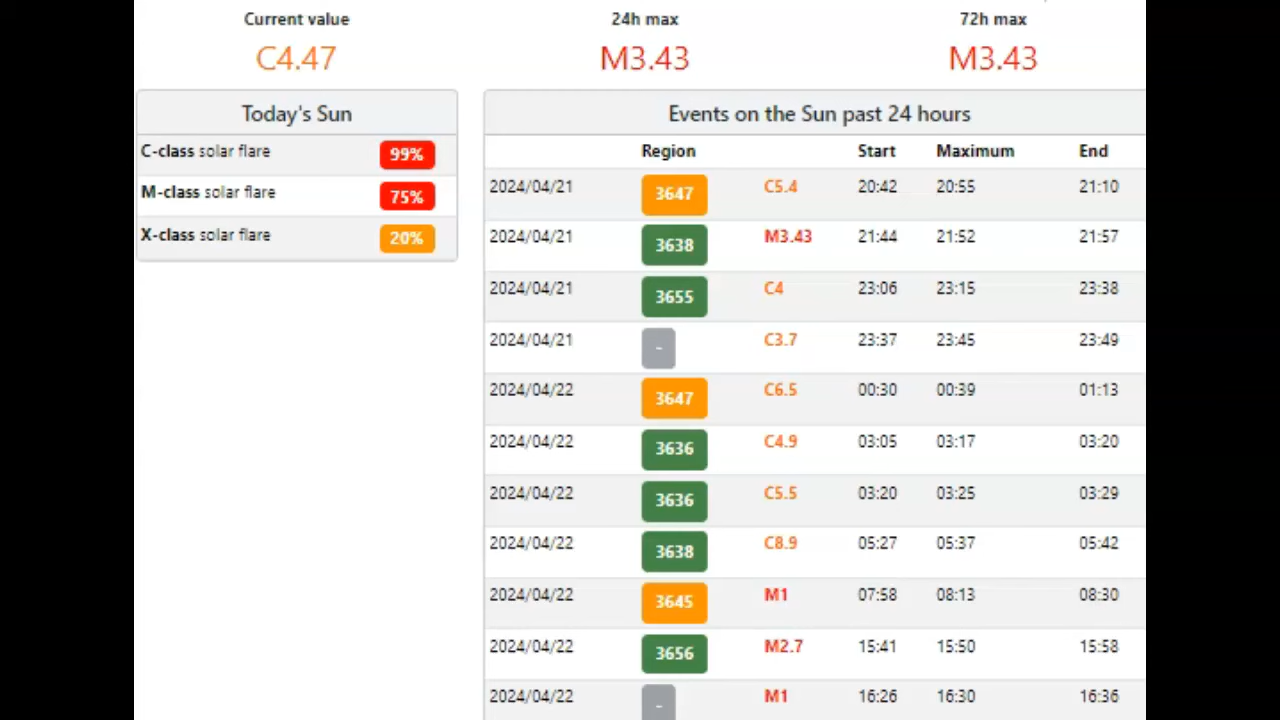 Current value 24h max 72h max
C4.47 M3.43 M3.43
Today's Sun Events on the Sun past 24 hours
C-class solar flare 99% Region Start Maximum End
2024/04/21 3647 C5.4 20:42 20:55 21:10
M-class solar flare 75%
X-class solar flare 20% 2024/04/21 3638 M3.43 21:44 21:52 21:57
2024/04/21 3655 C4 23:06 23:15 23:38
2024/04/21 - C3.7 23:37 23:45 23:49
2024/04/22 3647 C6.5 00:30 00:39 01:13
2024/04/22 3636 C4.9 03:05 03:17 03:20
2024/04/22 3636 C5.5 03:20 03:25 03:29
2024/04/22 3638 C8.9 05:27 05:37 05:42
2024/04/22 3645 M1 07:58 08:13 08:30
2024/04/22 3656 M2.7 15:41 15:50 15:58
2024/04/22 - M1 16:26 16:30 16:36